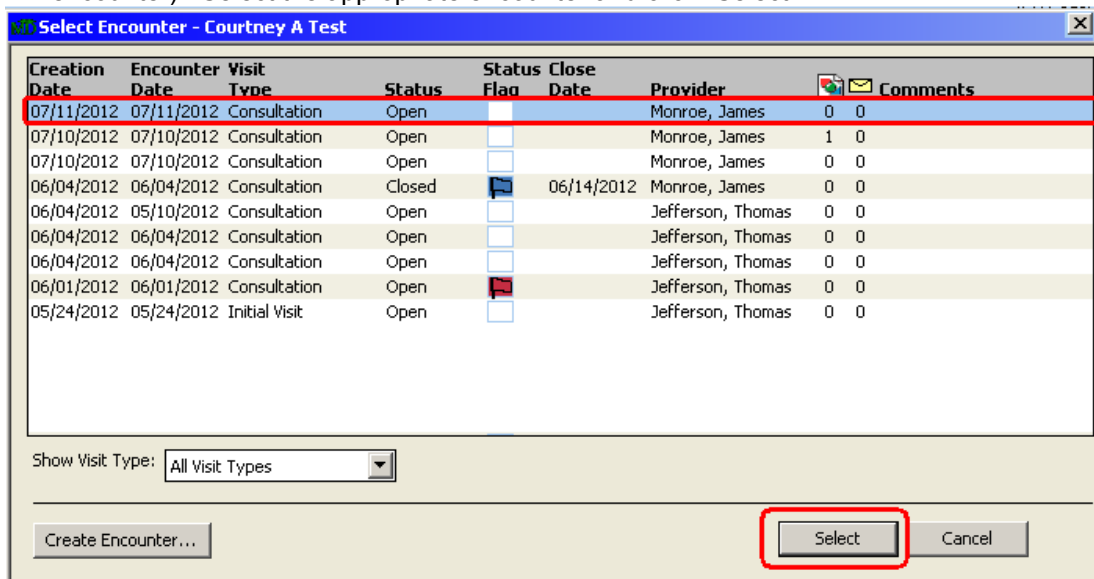 Select Encounter - Courtney A Test
Creation Encounter Visit Status Close
Date Date Type Status Flag Date Provider Comments
07/11/2012 07/11/2012 Consultation Open Monroe, James 0 0
07/10/2012 07/10/2012 Consultation Open Monroe, James 1 0
07/10/2012 07/10/2012 Consultation Open Monroe, James 0 0
06/04/2012 06/04/2012 Consultation Closed 06/14/2012 Monroe, James 0 0
06/04/2012 05/10/2012 Consultation Open Jefferson, Thomas 0 0
06/04/2012 06/04/2012 Consultation Open Jefferson, Thomas 0 0
06/04/2012 06/04/2012 Consultation Open Jefferson, Thomas 0 0
06/01/2012 06/01/2012 Consultation Open Jefferson, Thomas 0 0
05/24/2012 05/24/2012 Initial Visit Open Jefferson, Thomas 0 0
Show Visit Type: All Visit Types
Create Encounter... Select Cancel